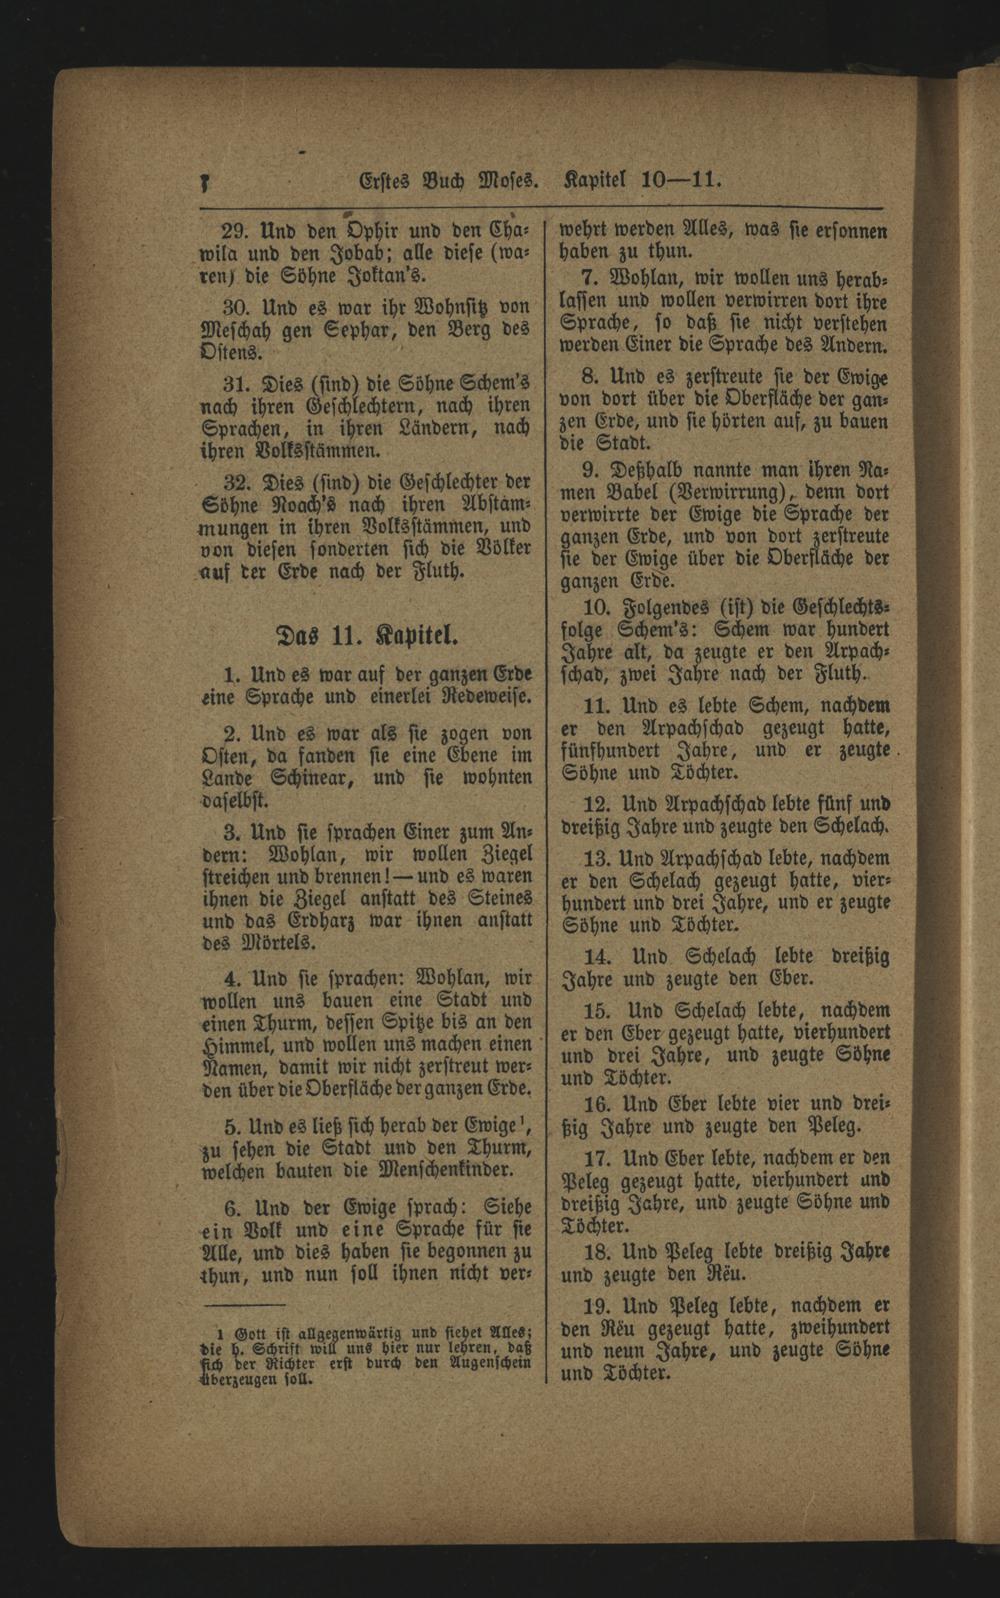 Erstes Buch Moses. Kapitel 10—11.
29. Und den Ophir und den Cha-
wila und den Jobab; alle diese (wa-
ren) die Söhne Joktan's.
30. Und es war ihr Wohnsitz von
Meschah gen Sephar, den Berg des
Ostens.
31. Dies (sind) die Söhne Schem's
nach ihren Geschlechtern, nach ihren
Sprachen, in ihren Ländern, nach
ihren Volksstämmen.
32. Dies (sind) die Geschlechter der
Söhne Noach's nach ihren Abstam-
mungen in ihren Volksstämmen, und
von diesen sonderten sich die Völker
auf der Erde nach der Fluth.
Das 11. Kapitel.
1. Und es war auf der ganzen Erde
eine Sprache und einerlei Redeweise.
2. Und es war als sie zogen von
Osten, da fanden sie eine Ebene im
Lande Schinear, und sie wohnten
daselbst.
3. Und sie sprachen Einer zum An-
dern: Wohlan, wir wollen Ziegel
streichen und brennen! — und es waren
ihnen die Ziegel anstatt des Steines
und das Erdharz war ihnen anstatt
des Mörtels.
4. Und sie sprachen: Wohlan, wir
wollen uns bauen eine Stadt und
einen Thurm, dessen Spitze bis an den
Himmel, und wollen uns machen einen
Namen, damit wir nicht zerstreut wer-
den über die Oberfläche der ganzen Erde.
5. Und es ließ sich herab der Ewige¹,
zu sehen die Stadt und den Thurm,
welchen bauten die Menschenkinder.
6. Und der Ewige sprach: Siehe
ein Volk und eine Sprache für sie
Alle, und dies haben sie begonnen zu
thun, und nun soll ihnen nicht ver-
1 Gott ist allgegenwärtig und siehet Alles;
die h. Schrift will uns hier nur lehren, daß
sich der Richter erst durch den Augenschein
überzeugen soll.
wehrt werden Alles, was sie ersonnen
haben zu thun.
7. Wohlan, wir wollen uns herab-
lassen und wollen verwirren dort ihre
Sprache, so daß sie nicht verstehen
werden Einer die Sprache des Andern.
8. Und es zerstreute sie der Ewige
von dort über die Oberfläche der gan-
zen Erde, und sie hörten auf, zu bauen
die Stadt.
9. Deßhalb nannte man ihren Na-
men Babel (Verwirrung), denn dort
verwirrte der Ewige die Sprache der
ganzen Erde, und von dort zerstreute
sie der Ewige über die Oberfläche der
ganzen Erde.
10. Folgendes (ist) die Geschlechts-
folge Schem's: Schem war hundert
Jahre alt, da zeugte er den Arpach-
schad, zwei Jahre nach der Fluth.
11. Und es lebte Schem, nachdem
er den Arpachschad gezeugt hatte,
fünfhundert Jahre, und er zeugte
Söhne und Töchter.
12. Und Arpachschad lebte fünf und
dreißig Jahre und zeugte den Schelach.
13. Und Arpachschad lebte, nachdem
er den Schelach gezeugt hatte, vier-
hundert und drei Jahre, und er zeugte
Söhne und Töchter.
14. Und Schelach lebte dreißig
Jahre und zeugte den Eber.
15. Und Schelach lebte, nachdem
er den Eber gezeugt hatte, vierhundert
und drei Jahre, und zeugte Söhne
und Töchter.
16. Und Eber lebte vier und drei-
ßig Jahre und zeugte den Peleg.
17. Und Eber lebte, nachdem er den
Peleg gezeugt hatte, vierhundert und
dreißig Jahre, und zeugte Söhne und
Töchter.
18. Und Peleg lebte dreißig Jahre
und zeugte den Rëu.
19. Und Peleg lebte, nachdem er
den Rëu gezeugt hatte, zweihundert
und neun Jahre, und zeugte Söhne
und Töchter.